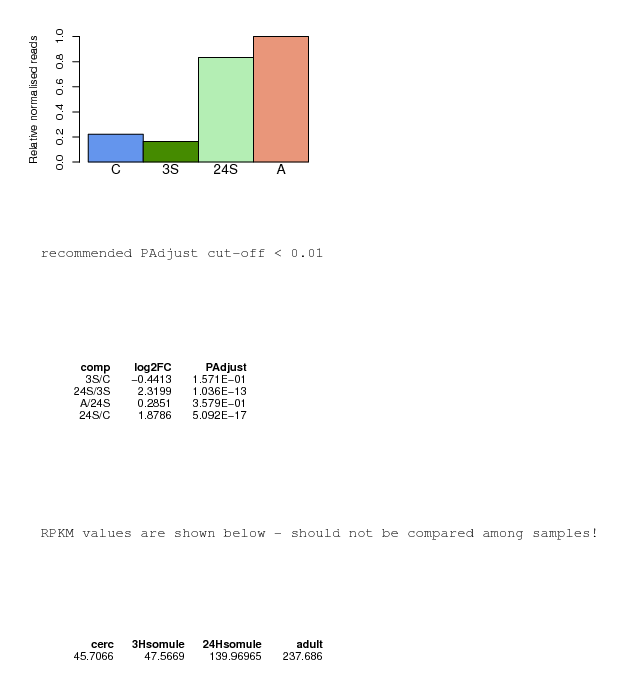 Relative normalised reads
1.0
0.8
0.6
0.4
0.2
0.0
C 3S 24S A
recommended PAdjust cut-off < 0.01
comp log2FC PAdjust
3S/C −0.4413 1.571E−01
24S/3S 2.3199 1.036E−13
A/24S 0.2851 3.579E−01
24S/C 1.8786 5.092E−17
RPKM values are shown below - should not be compared among samples!
cerc 3Hsomule 24Hsomule adult
45.7066 47.5669 139.96965 237.686